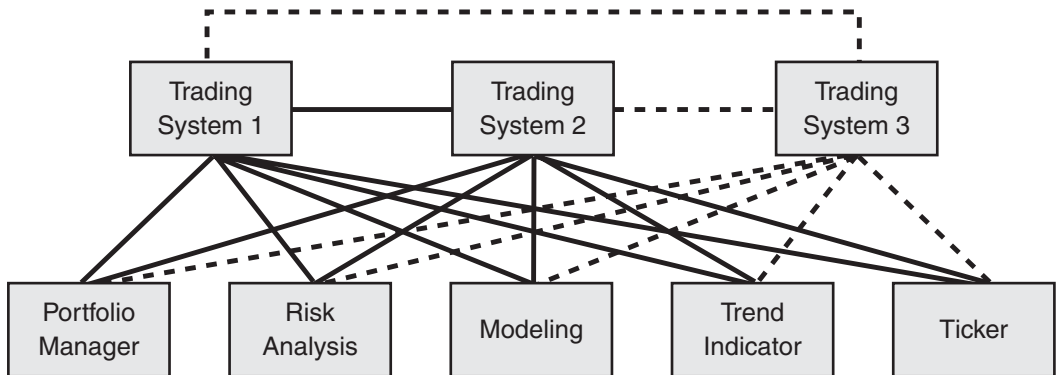 Trading
System 1
Trading
System 2
Trading
System 3
Portfolio
Manager
Risk
Analysis
Modeling
Trend
Indicator
Ticker